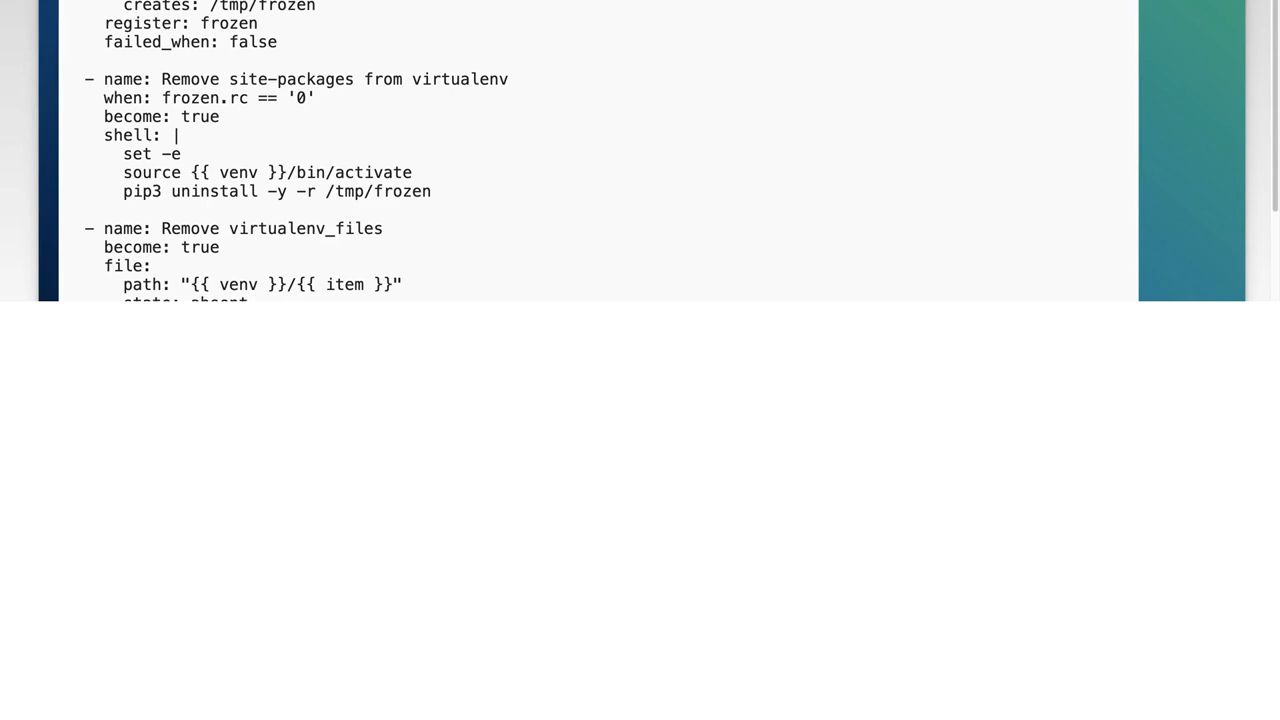 creates: /tmp/frozen
register: frozen
failed_when: false
- name: Remove site-packages from virtualenv
when: frozen.rc == '0'
become: true
shell: |
set -e
source {{ venv }}/bin/activate
pip3 uninstall -y -r /tmp/frozen
- name: Remove virtualenv_files
become: true
file:
path: "{{ venv }}/{{ item }}"
state: absent